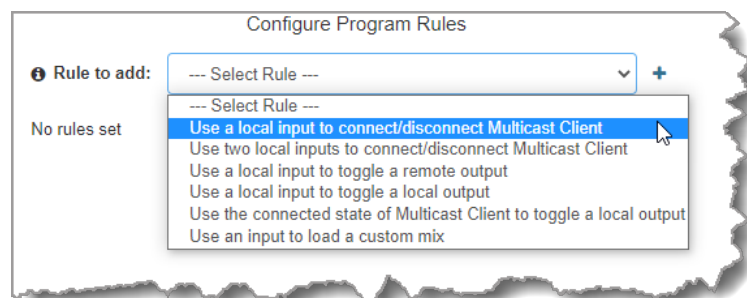 Configure Program Rules
Rule to add:
--- Select Rule ---
--- Select Rule ---
No rules set
Use a local input to connect/disconnect Multicast Client
Use two local inputs to connect/disconnect Multicast Client
Use a local input to toggle a remote output
Use a local input to toggle a local output
Use the connected state of Multicast Client to toggle a local output
Use an input to load a custom mix